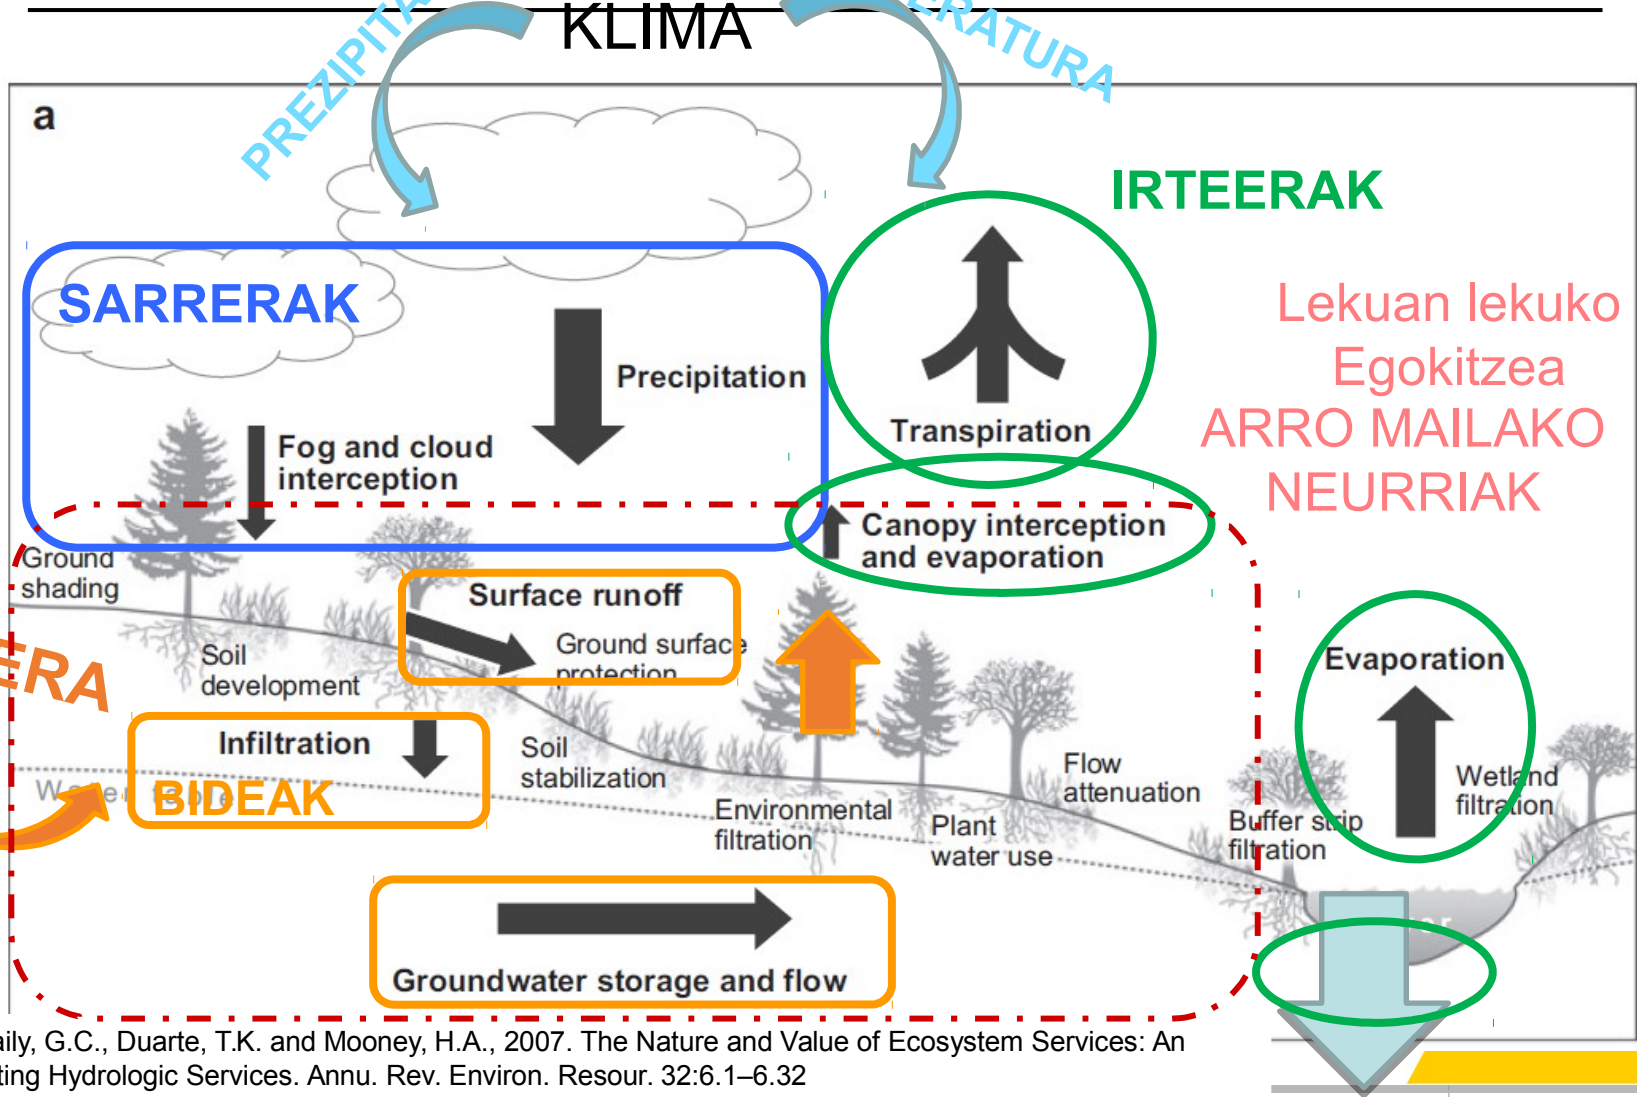 KLIMA
PREZIPITA
ERATURA
a
IRTEERAK
SARRERAK
Lekuan lekuko
Egokitzea
ARRO MAILAKO
NEURRIAK
Precipitation
Transpiration
Fog and cloud
interception
Canopy interception
and evaporation
Ground
shading
Surface runoff
Ground surface
protection
Soil
development
ERA
Evaporation
Infiltration
Soil
stabilization
Flow
attenuation
Wetland
filtration
Water table
BIDEAK
Environmental
filtration
Plant
water use
Buffer strip
filtration
Groundwater storage and flow
aily, G.C., Duarte, T.K. and Mooney, H.A., 2007. The Nature and Value of Ecosystem Services: An
ting Hydrologic Services. Annu. Rev. Environ. Resour. 32:6.1–6.32